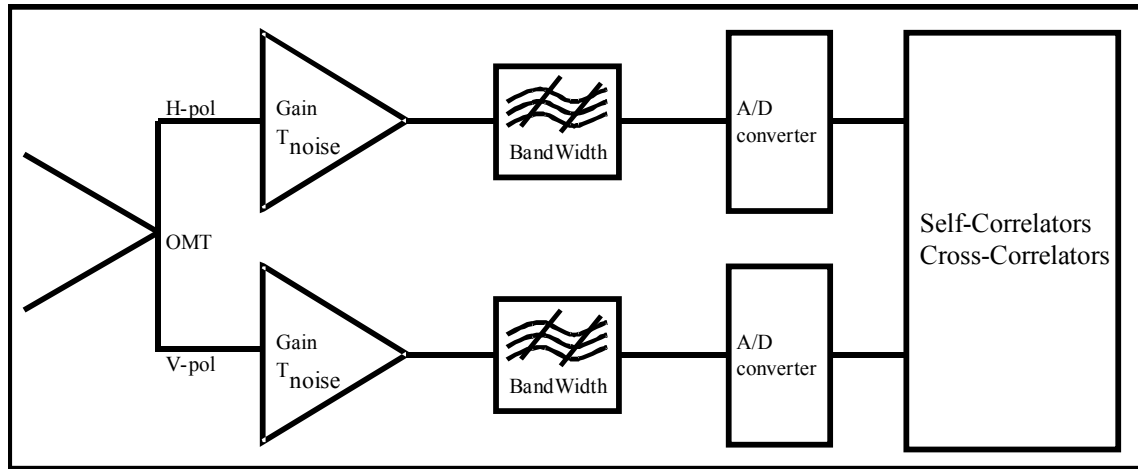 H-pol
Gain
Tnoise
BandWidth
A/D
converter
OMT
Self-Correlators
Cross-Correlators
V-pol
Gain
Tnoise
BandWidth
A/D
converter